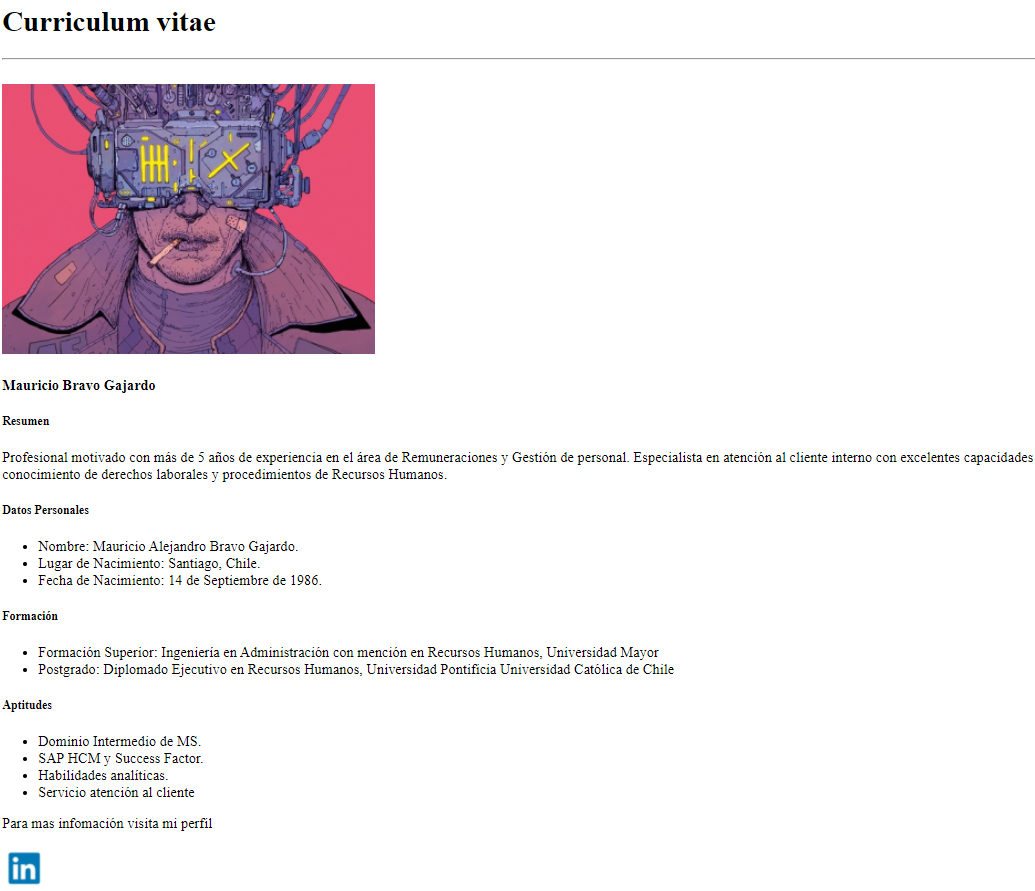 Curriculum vitae
Mauricio Bravo Gajardo
Resumen
Profesional motivado con más de 5 años de experiencia en el área de Remuneraciones y Gestión de personal. Especialista en atención al cliente interno con excelentes capacidades
conocimiento de derechos laborales y procedimientos de Recursos Humanos.
Datos Personales
Nombre: Mauricio Alejandro Bravo Gajardo.
Lugar de Nacimiento: Santiago, Chile.
Fecha de Nacimiento: 14 de Septiembre de 1986.
Formación
Formación Superior: Ingeniería en Administración con mención en Recursos Humanos, Universidad Mayor
Postgrado: Diplomado Ejecutivo en Recursos Humanos, Universidad Pontificia Universidad Católica de Chile
Aptitudes
Dominio Intermedio de MS.
SAP HCM y Success Factor.
Habilidades analíticas.
Servicio atención al cliente
Para mas infomación visita mi perfil
in